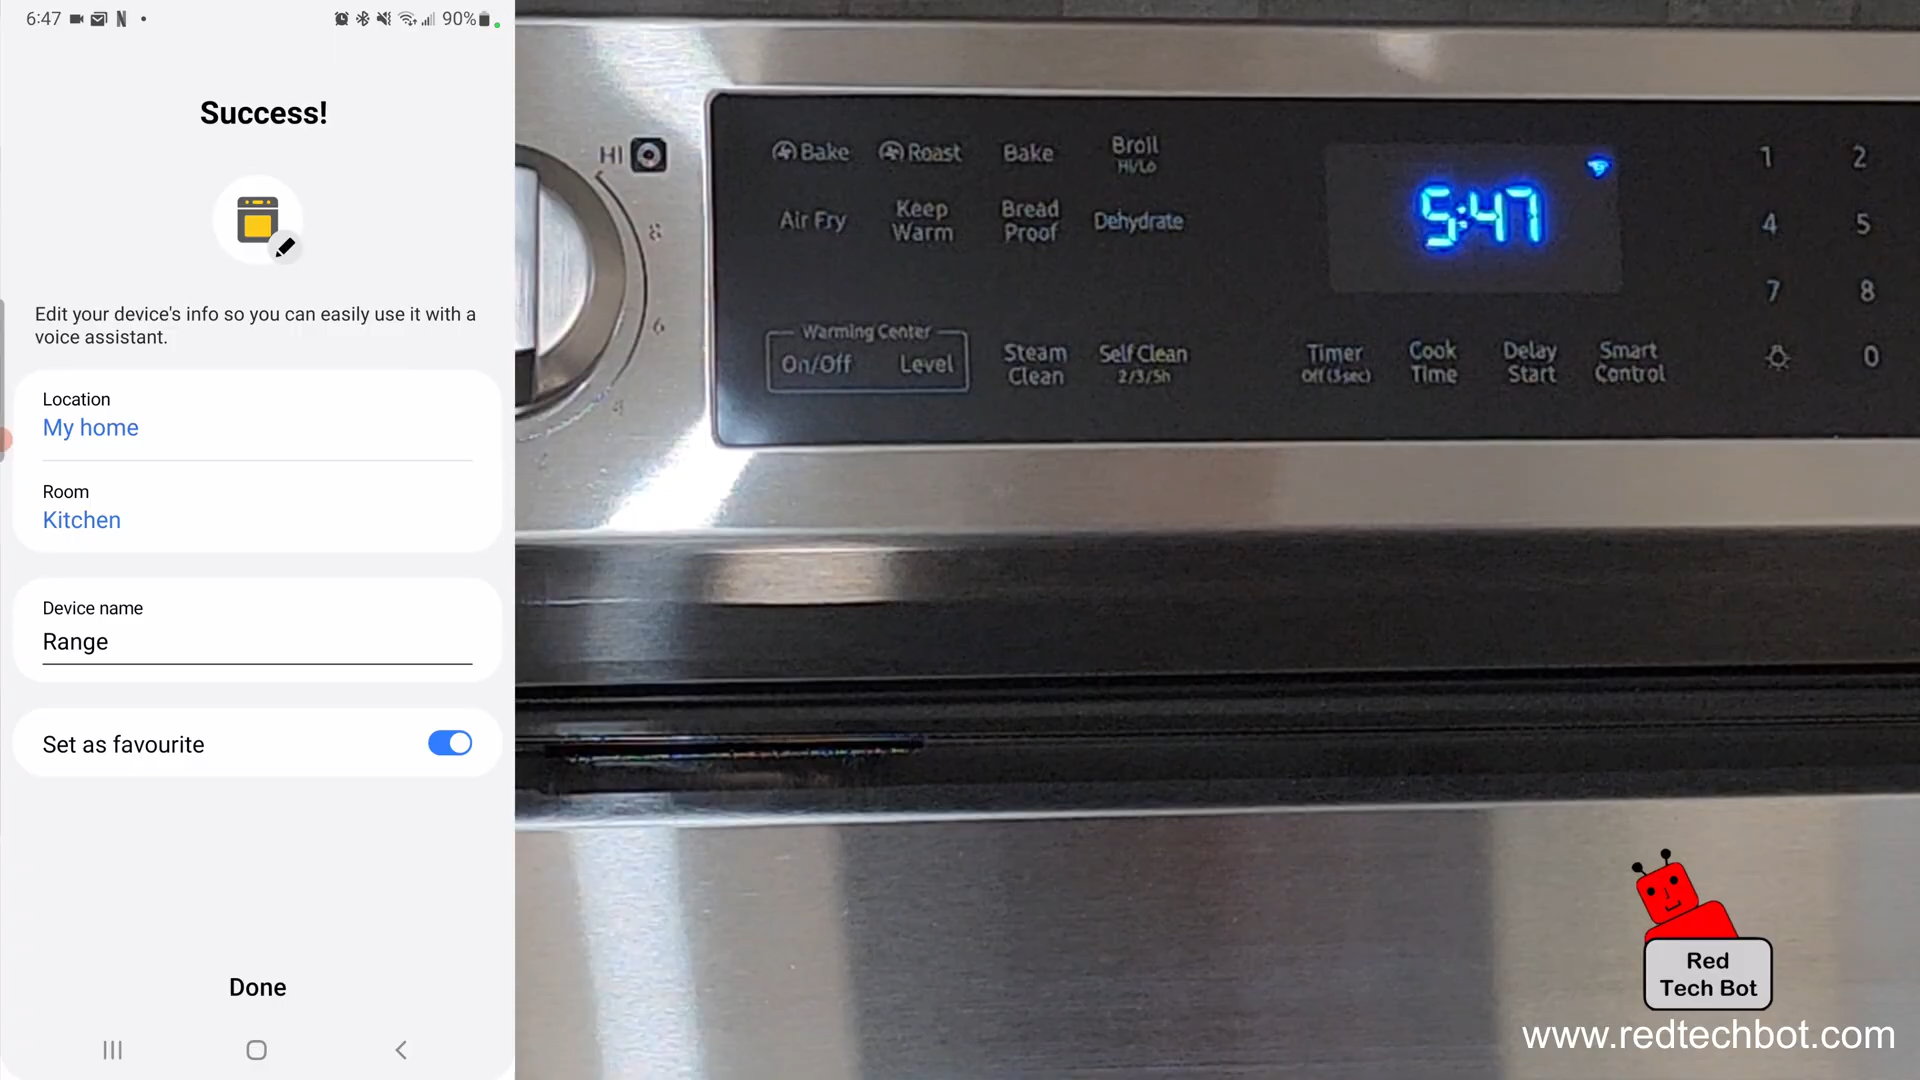 6:47
90%
Success!
Edit your device's info so you can easily use it with a
voice assistant.
Location
My home
Room
Kitchen
Device name
Range
Set as favourite
Done
HI
8
6
4
Bake
Roast
Bake
Broil
Hi/Lo
Air Fry
Keep
Warm
Bread
Proof
Dehydrate
Warming Center
On/Off
Level
Steam
Clean
Self Clean
2/3/5h
5:47
Timer
Off (3 sec)
Cook
Time
Delay
Start
Smart
Control
1
2
4
5
7
8
0
Red
Tech Bot
www.redtechbot.com